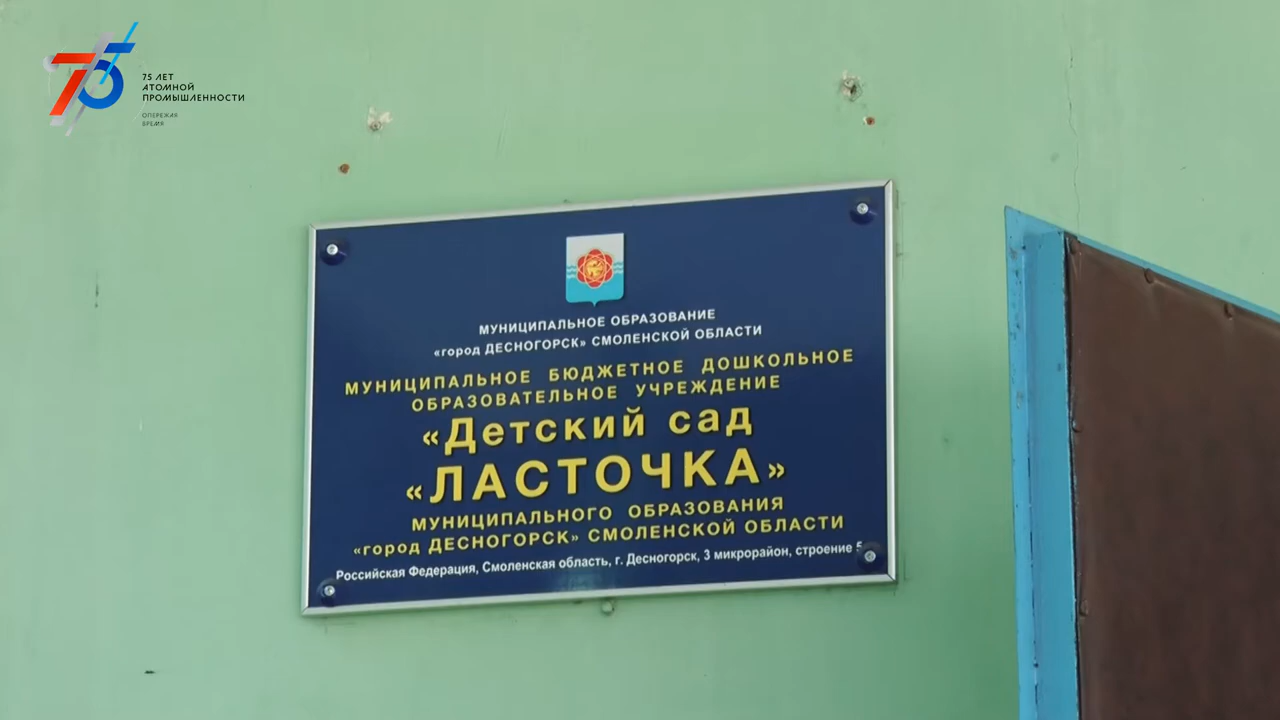 75 ЛЕТ
АТОМНОЙ
ПРОМЫШЛЕННОСТИ
ОПЕРЕЖАЯ
ВРЕМЯ
МУНИЦИПАЛЬНОЕ ОБРАЗОВАНИЕ
«город ДЕСНОГОРСК» СМОЛЕНСКОЙ ОБЛАСТИ
МУНИЦИПАЛЬНОЕ БЮДЖЕТНОЕ ДОШКОЛЬНОЕ
ОБРАЗОВАТЕЛЬНОЕ УЧРЕЖДЕНИЕ
«Детский сад
«ЛАСТОЧКА»
МУНИЦИПАЛЬНОГО ОБРАЗОВАНИЯ
«город ДЕСНОГОРСК» СМОЛЕНСКОЙ ОБЛАСТИ
Российская Федерация, Смоленская область, г. Десногорск, 3 микрорайон, строение 5